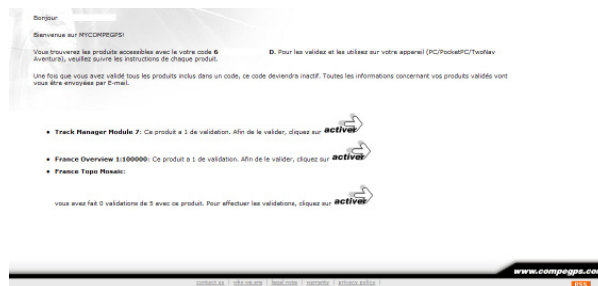 Bonjour
Bienvenue sur MYCOMPEGPS!
Vous trouverez les produits accessibles avec le votre code 6 D. Pour les validez et les utilisez sur votre appareil (PC/PocketPC/TwoNav
Aventura), veuillez suivre les instructions de chaque produit.
Une fois que vous avez validé tous les produits inclus dans un code, ce code deviendra inactif. Toutes les informations concernant vos produits validés vont
vous être envoyées par E-mail.
• Track Manager Module 7: Ce produit a 1 de validation. Afin de le valider, cliquez sur activer
• France Overview 1:100000: Ce produit a 1 de validation. Afin de le valider, cliquez sur activer
• France Topo Mosaic:
vous avez fait 0 validations de 5 avec ce produit. Pour effectuer les validations, cliquez sur activer
www.compegps.com
contact us | who we are | legal note | warranty | privacy policy |
RSS